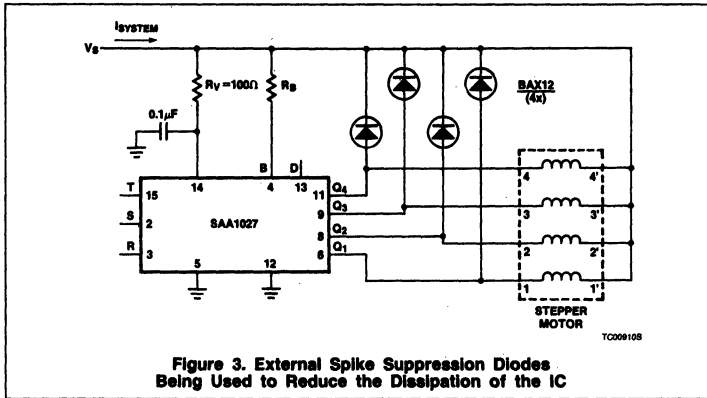 ISYSTEM
VS
RV = 100Ω
RB
BAX12
(4x)
0.1μF
B
D
14
4
13
T
15
Q4
11
4
4'
Q3
9
3
3'
S
2
SAA1027
Q2
8
2
2'
R
3
Q1
6
1
1'
5
12
STEPPER
MOTOR
TC00910S
Figure 3. External Spike Suppression Diodes
Being Used to Reduce the Dissipation of the IC